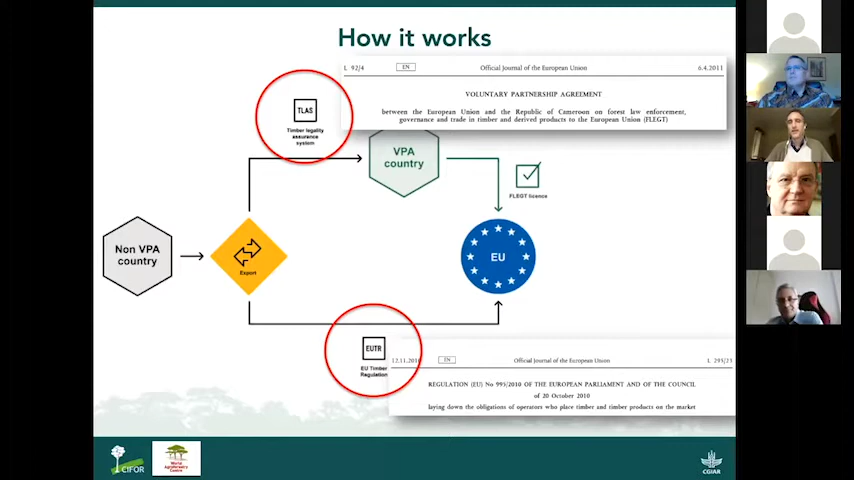 How it works
L 92/4 EN Official Journal of the European Union 6.4.2011
VOLUNTARY PARTNERSHIP AGREEMENT
between the European Union and the Republic of Cameroon on forest law enforcement,
governance and trade in timber and derived products to the European Union (FLEGT)
TLAS
Timber legality
assurance
system
VPA
country
FLEGT licence
Non VPA
country
Export
EU
EUTR
EU Timber
Regulation
12.11.2010 EN Official Journal of the European Union L 295/23
REGULATION (EU) No 995/2010 OF THE EUROPEAN PARLIAMENT AND OF THE COUNCIL
of 20 October 2010
laying down the obligations of operators who place timber and timber products on the market
CIFOR
World
Agroforestry
Centre
CGIAR